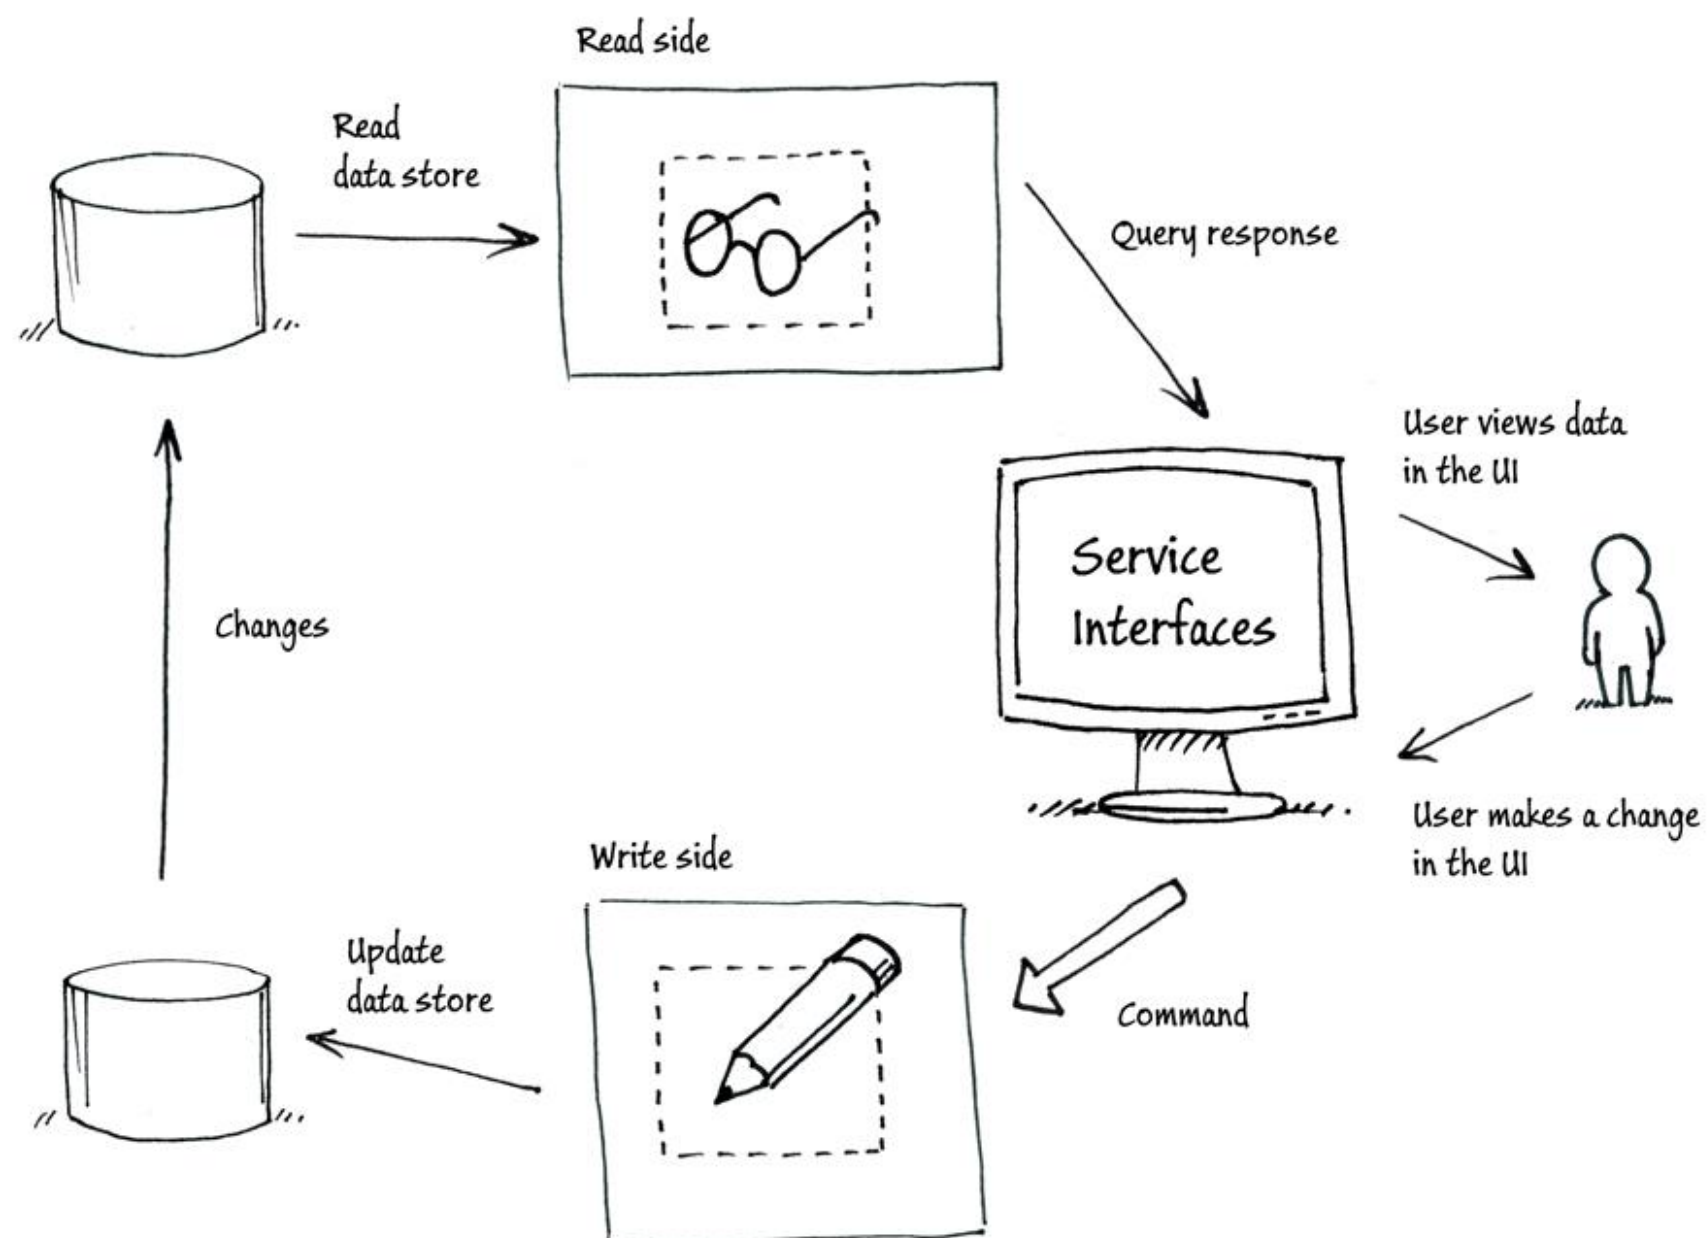 Read side
Read
data store
Query response
User views data
in the UI
Service
Interfaces
Changes
User makes a change
in the UI
Write side
Update
data store
Command